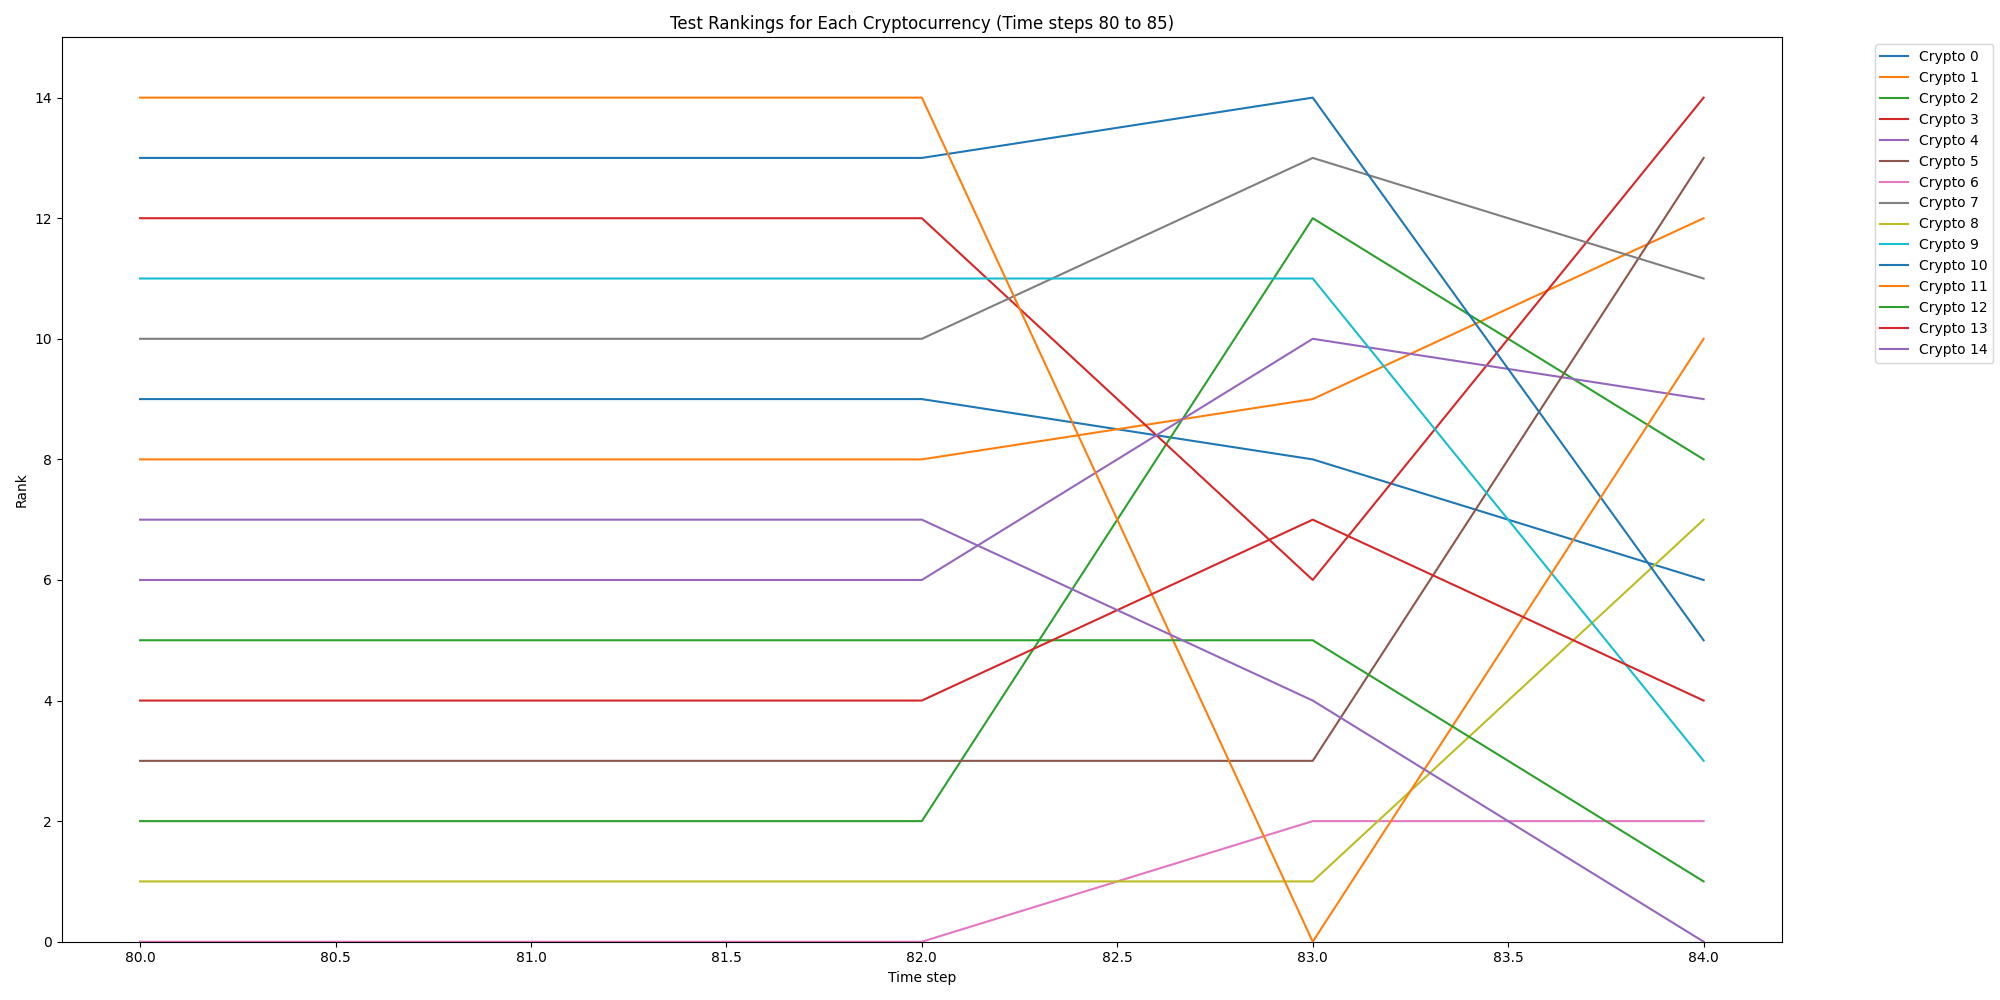 Test Rankings for Each Cryptocurrency (Time steps 80 to 85)
Rank
14
12
10
8
6
4
2
0
80.0 80.5 81.0 81.5 82.0 82.5 83.0 83.5 84.0
Time step
Crypto 0
Crypto 1
Crypto 2
Crypto 3
Crypto 4
Crypto 5
Crypto 6
Crypto 7
Crypto 8
Crypto 9
Crypto 10
Crypto 11
Crypto 12
Crypto 13
Crypto 14